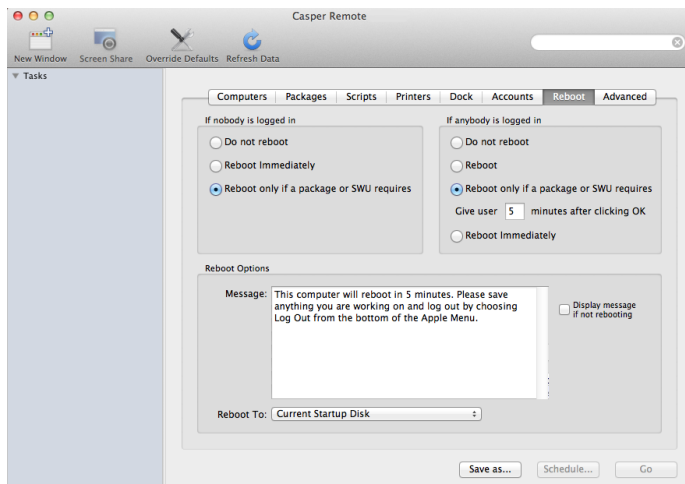 Casper Remote
New Window Screen Share Override Defaults Refresh Data
Tasks
Computers Packages Scripts Printers Dock Accounts Reboot Advanced
If nobody is logged in
Do not reboot
Reboot Immediately
Reboot only if a package or SWU requires
If anybody is logged in
Do not reboot
Reboot
Reboot only if a package or SWU requires
Give user 5 minutes after clicking OK
Reboot Immediately
Reboot Options
Message: This computer will reboot in 5 minutes. Please save
anything you are working on and log out by choosing
Log Out from the bottom of the Apple Menu.
Display message
if not rebooting
Reboot To: Current Startup Disk
Save as... Schedule... Go